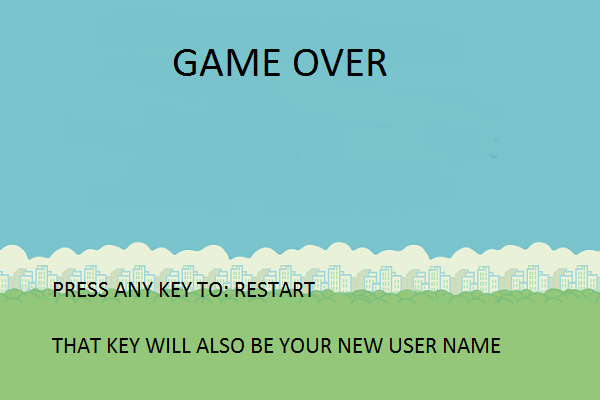 GAME OVER
PRESS ANY KEY TO: RESTART
THAT KEY WILL ALSO BE YOUR NEW USER NAME